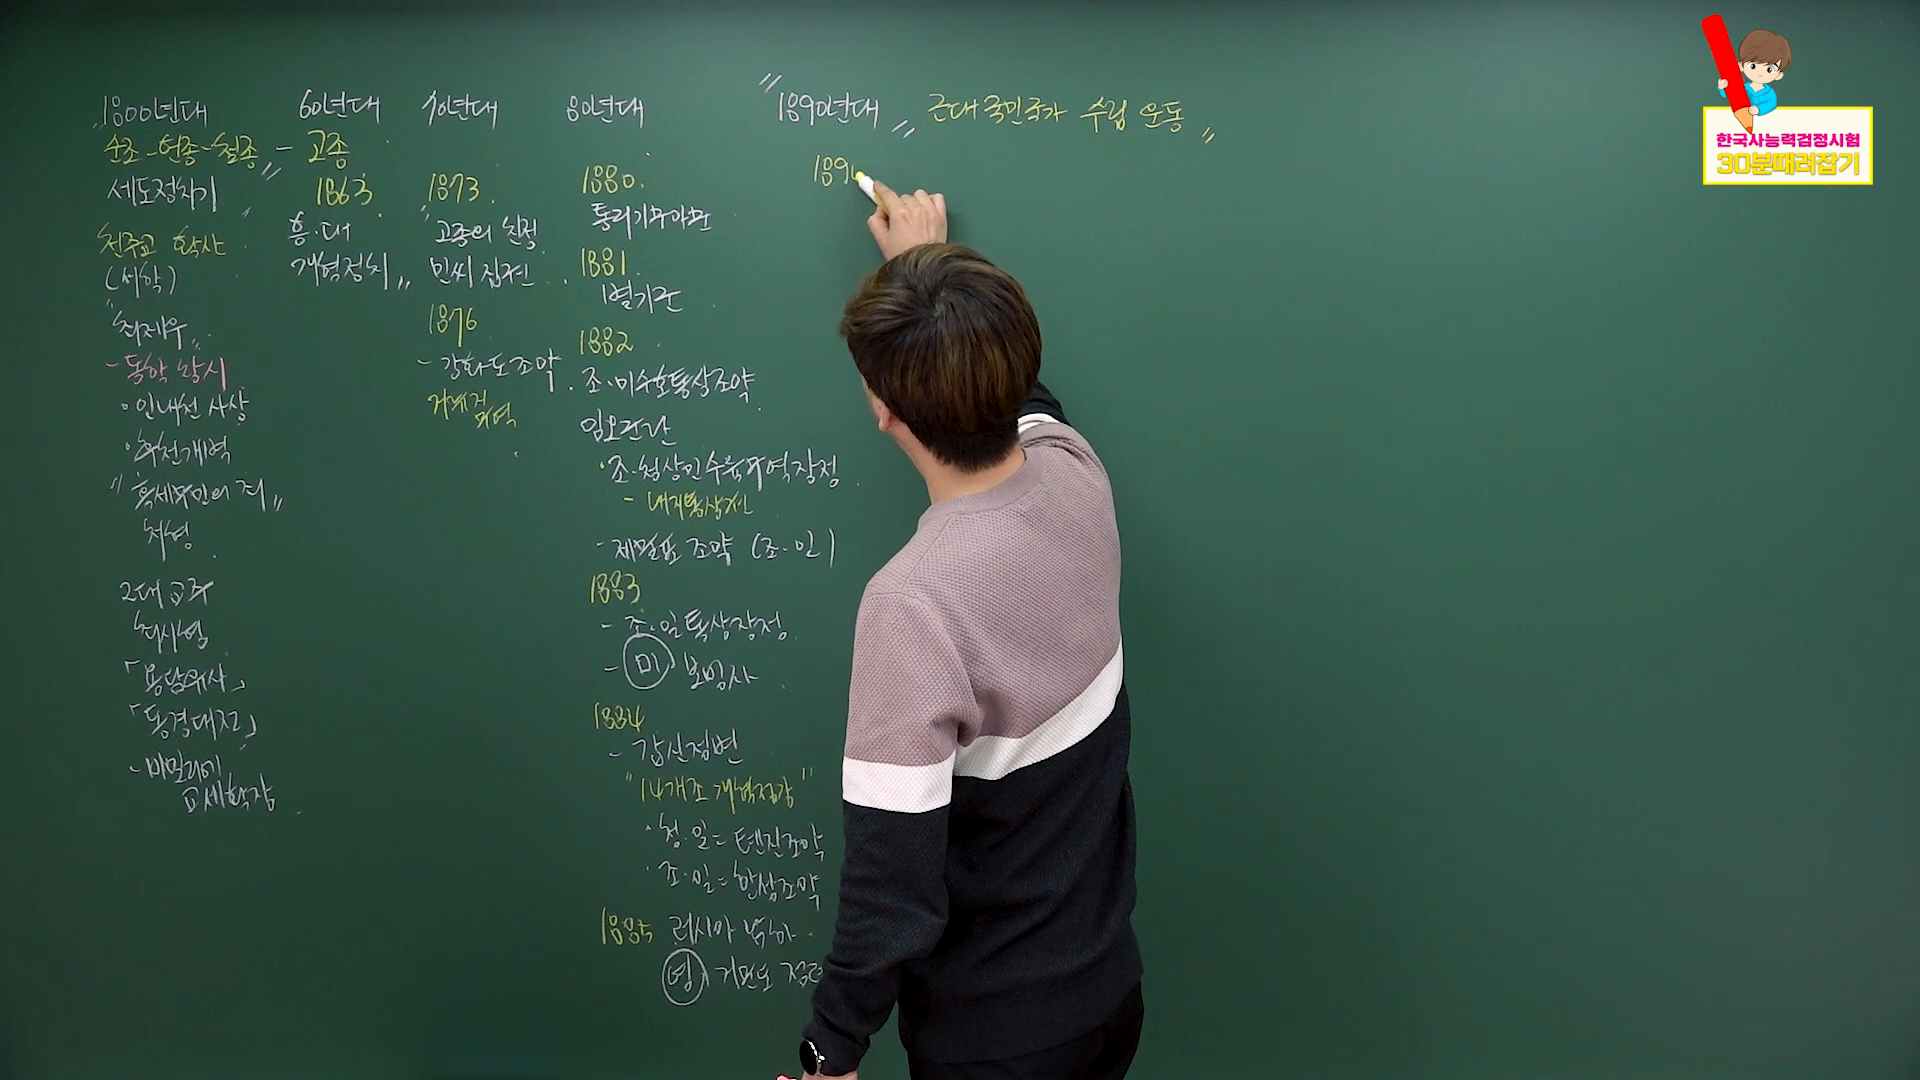 "1800년대
순조-헌종-철종"
세도정치기
천주교 학사
(서학)
"최제우"
- 동학 창시
· 인내천 사상
· 후천개벽
"혹세무민의 죄"
처형
2대 교주
최시형
「용담유사」
「동경대전」
- 비밀리에
교세확장
60년대
- 고종
1863
흥·대
개혁정치"
70년대
1873
"고종의 친정
민씨 집권
1876
- 강화도조약
80년대
1880.
통리기무아문
1881
별기군
1882
조·미수호통상조약
임오군란
· 조·청상민수륙무역장정
- 내지통상권
- 제물포 조약 (조·일)
1883
- 조·일통상장정
- 미 보빙사
1884
- 갑신정변
"14개조 개혁정강"
· 청·일 = 톈진조약
· 조·일 = 한성조약
1885 러시아 남하
영 거문도 점령
"1890년대" 근대국민국가 수립 운동"
189
한국사능력검정시험
30분때려잡기